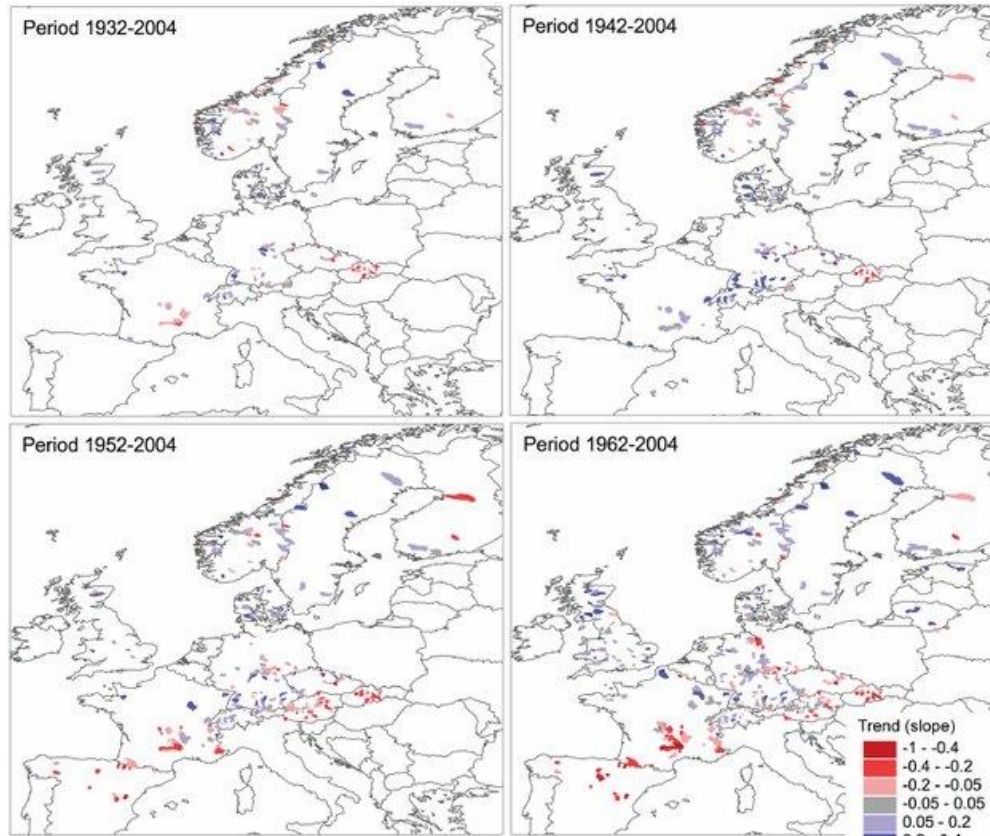 Period 1932-2004
Period 1942-2004
Period 1952-2004
Period 1962-2004
Trend (slope)
-1 - -0.4
-0.4 - -0.2
-0.2 - -0.05
-0.05 - 0.05
0.05 - 0.2